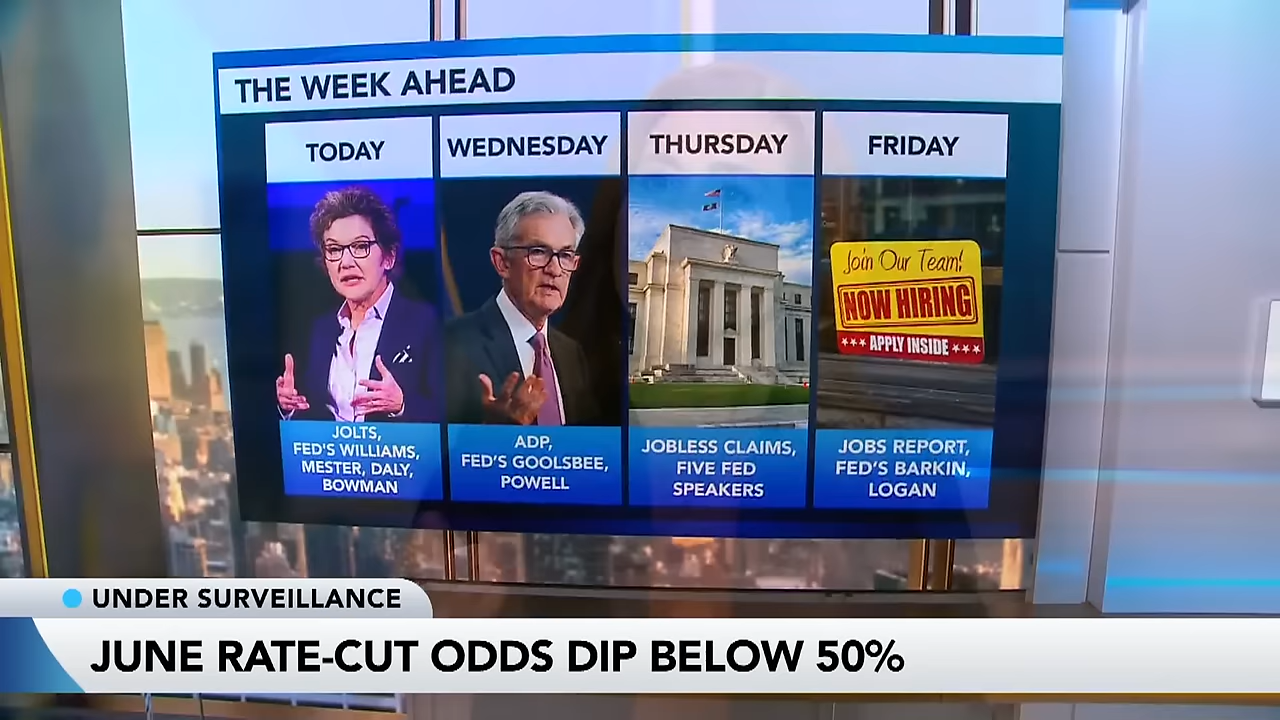 THE WEEK AHEAD
TODAY
JOLTS,
FED'S WILLIAMS,
MESTER, DALY,
BOWMAN
WEDNESDAY
ADP,
FED'S GOOLSBEE,
POWELL
THURSDAY
JOBLESS CLAIMS,
FIVE FED
SPEAKERS
FRIDAY
Join Our Team!
NOW HIRING
APPLY INSIDE
JOBS REPORT,
FED'S BARKIN,
LOGAN
UNDER SURVEILLANCE
JUNE RATE-CUT ODDS DIP BELOW 50%